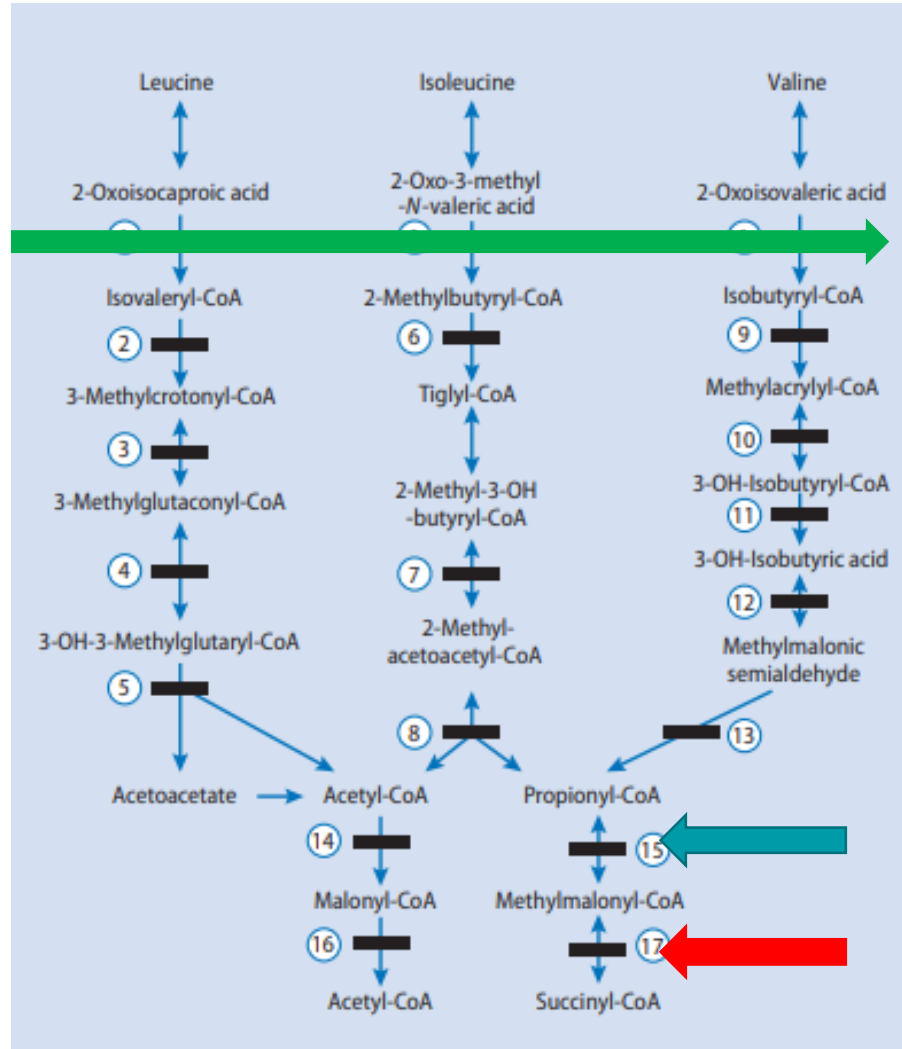 Leucine
Isoleucine
Valine
2-Oxoisocaproic acid
2-Oxo-3-methyl
-N-valeric acid
2-Oxoisovaleric acid
Isovaleryl-CoA
2-Methylbutyryl-CoA
Isobutyryl-CoA
2
6
9
3-Methylcrotonyl-CoA
Tiglyl-CoA
Methylacrylyl-CoA
3
10
3-Methylglutaconyl-CoA
2-Methyl-3-OH
-butyryl-CoA
3-OH-Isobutyryl-CoA
11
4
7
3-OH-Isobutyric acid
12
3-OH-3-Methylglutaryl-CoA
2-Methyl-
acetoacetyl-CoA
Methylmalonic
semialdehyde
5
8
13
Acetoacetate
Acetyl-CoA
Propionyl-CoA
14
15
Malonyl-CoA
Methylmalonyl-CoA
16
17
Acetyl-CoA
Succinyl-CoA